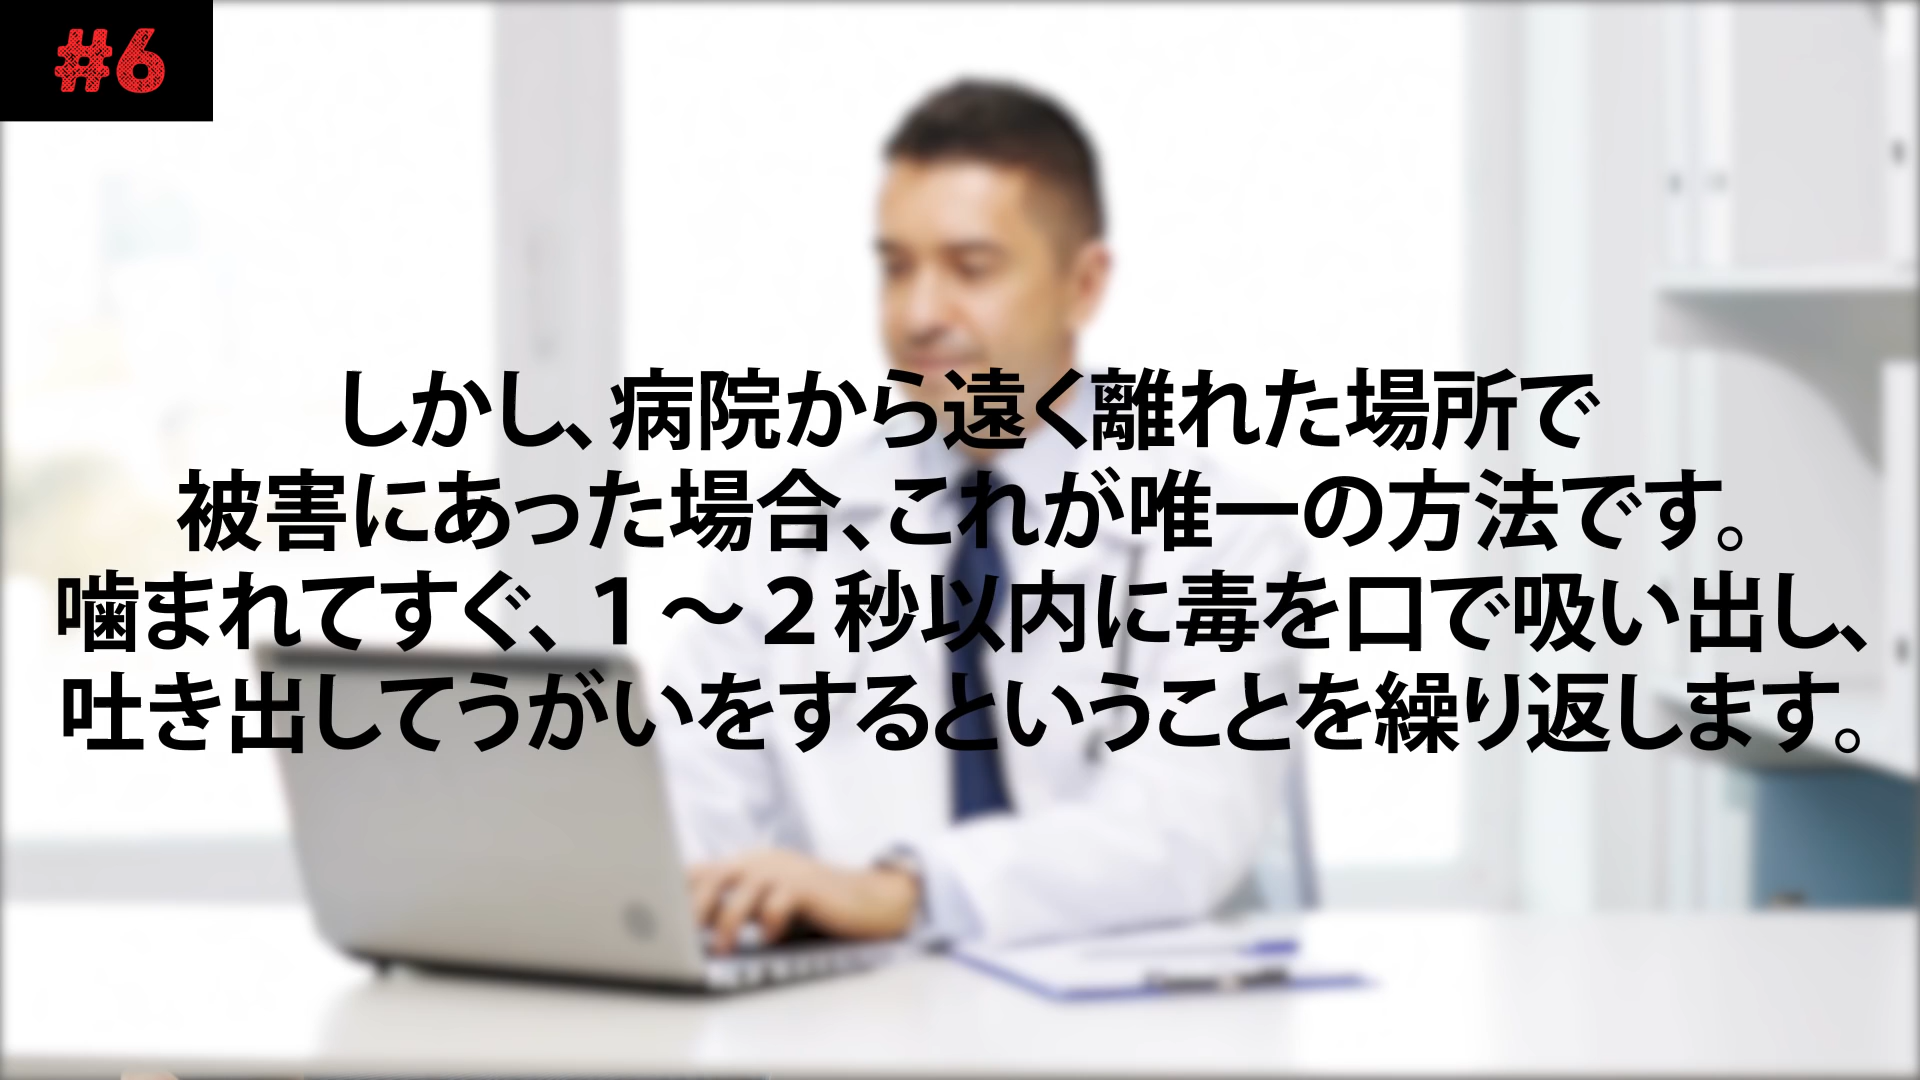 #6
しかし、病院から遠く離れた場所で
被害にあった場合、これが唯一の方法です。
噛まれてすぐ、１～２秒以内に毒を口で吸い出し、
吐き出してうがいをするということを繰り返します。